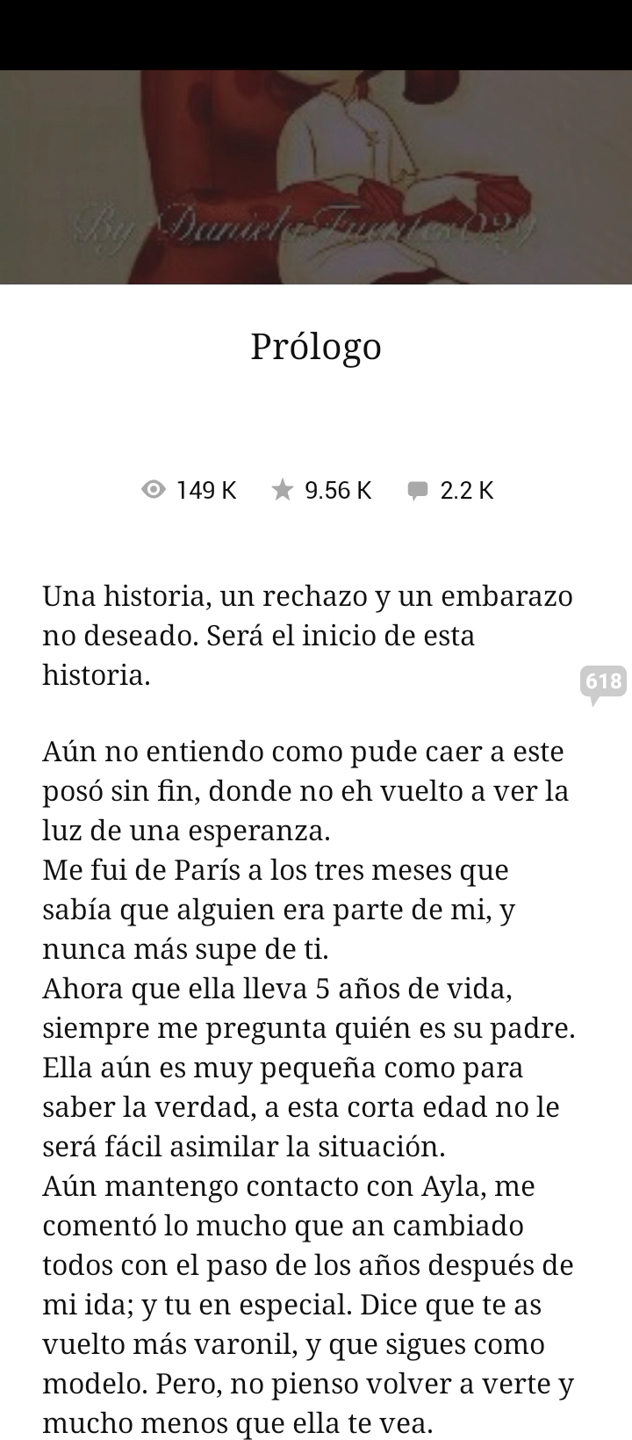 By DanielaFuentes029
Prólogo
149 K 9.56 K 2.2 K
Una historia, un rechazo y un embarazo
no deseado. Será el inicio de esta
historia.
618
Aún no entiendo como pude caer a este
posó sin fin, donde no eh vuelto a ver la
luz de una esperanza.
Me fui de París a los tres meses que
sabía que alguien era parte de mi, y
nunca más supe de ti.
Ahora que ella lleva 5 años de vida,
siempre me pregunta quién es su padre.
Ella aún es muy pequeña como para
saber la verdad, a esta corta edad no le
será fácil asimilar la situación.
Aún mantengo contacto con Ayla, me
comentó lo mucho que an cambiado
todos con el paso de los años después de
mi ida; y tu en especial. Dice que te as
vuelto más varonil, y que sigues como
modelo. Pero, no pienso volver a verte y
mucho menos que ella te vea.